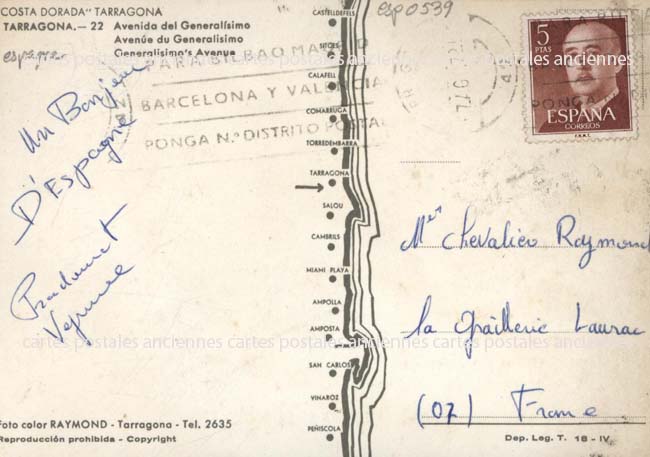 "COSTA DORADA" TARRAGONA
TARRAGONA.— 22 Avenida del Generalísimo
Avenue du Generalisimo
Generalisimo's Avenue
esp0539
PARA BILBAO MADRID
BARCELONA Y VALENCIA
PONGA N.º DISTRITO POSTAL
5
PTAS
ESPAÑA
CORREOS
F.N.M.T.
PONGA
Un Bonjour
D'Espagne
CASTELLDEFELS
SITGES
CALAFELL
COMARRUGA
TORREDEMBARRA
TARRAGONA
SALOU
CAMBRILS
MIAMI PLAYA
AMPOLLA
AMPOSTA
SAN CARLOS
VINAROZ
PEÑISCOLA
Chevalier Raymond
la Laurac
(07) France
cartes postales anciennes cartes postales anciennes cartes postales anciennes
Foto color RAYMOND - Tarragona - Tel. 2635
Reproducción prohibida - Copyright
Dep. Leg. T. 18 - IV